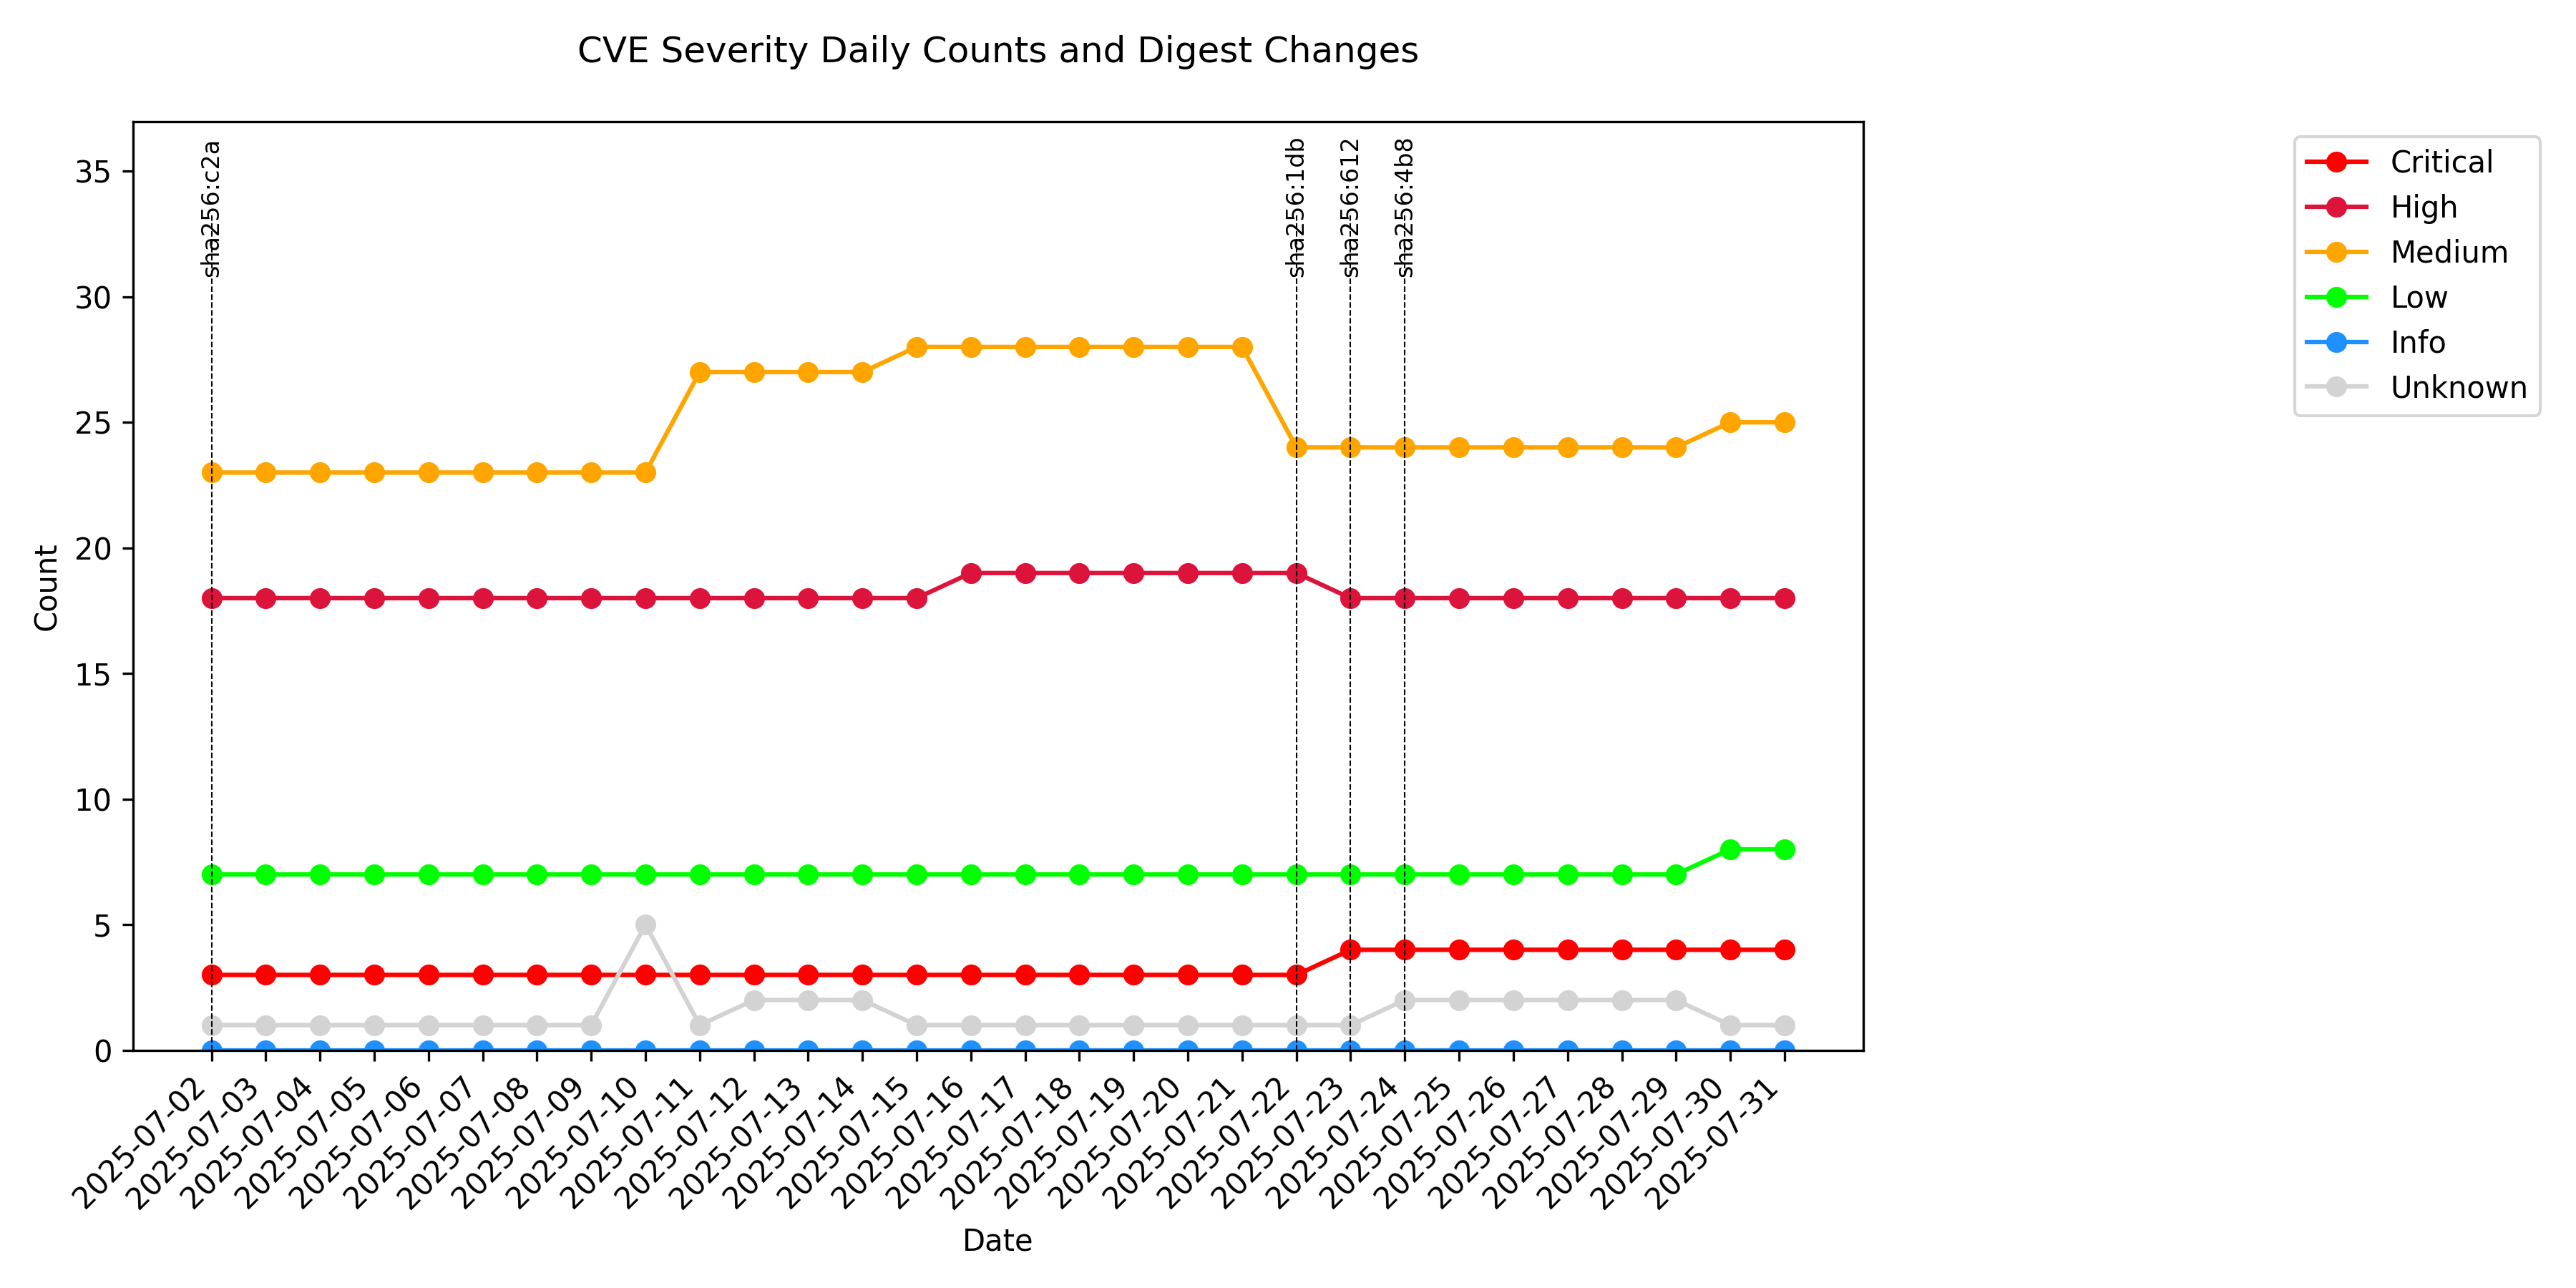 CVE Severity Daily Counts and Digest Changes
sha256:c2a
sha256:1db
sha256:612
sha256:4b8
Critical
High
Medium
Low
Info
Unknown
Count
35
30
25
20
15
10
5
0
2025-07-02
2025-07-03
2025-07-04
2025-07-05
2025-07-06
2025-07-07
2025-07-08
2025-07-09
2025-07-10
2025-07-11
2025-07-12
2025-07-13
2025-07-14
2025-07-15
2025-07-16
2025-07-17
2025-07-18
2025-07-19
2025-07-20
2025-07-21
2025-07-22
2025-07-23
2025-07-24
2025-07-25
2025-07-26
2025-07-27
2025-07-28
2025-07-29
2025-07-30
2025-07-31
Date